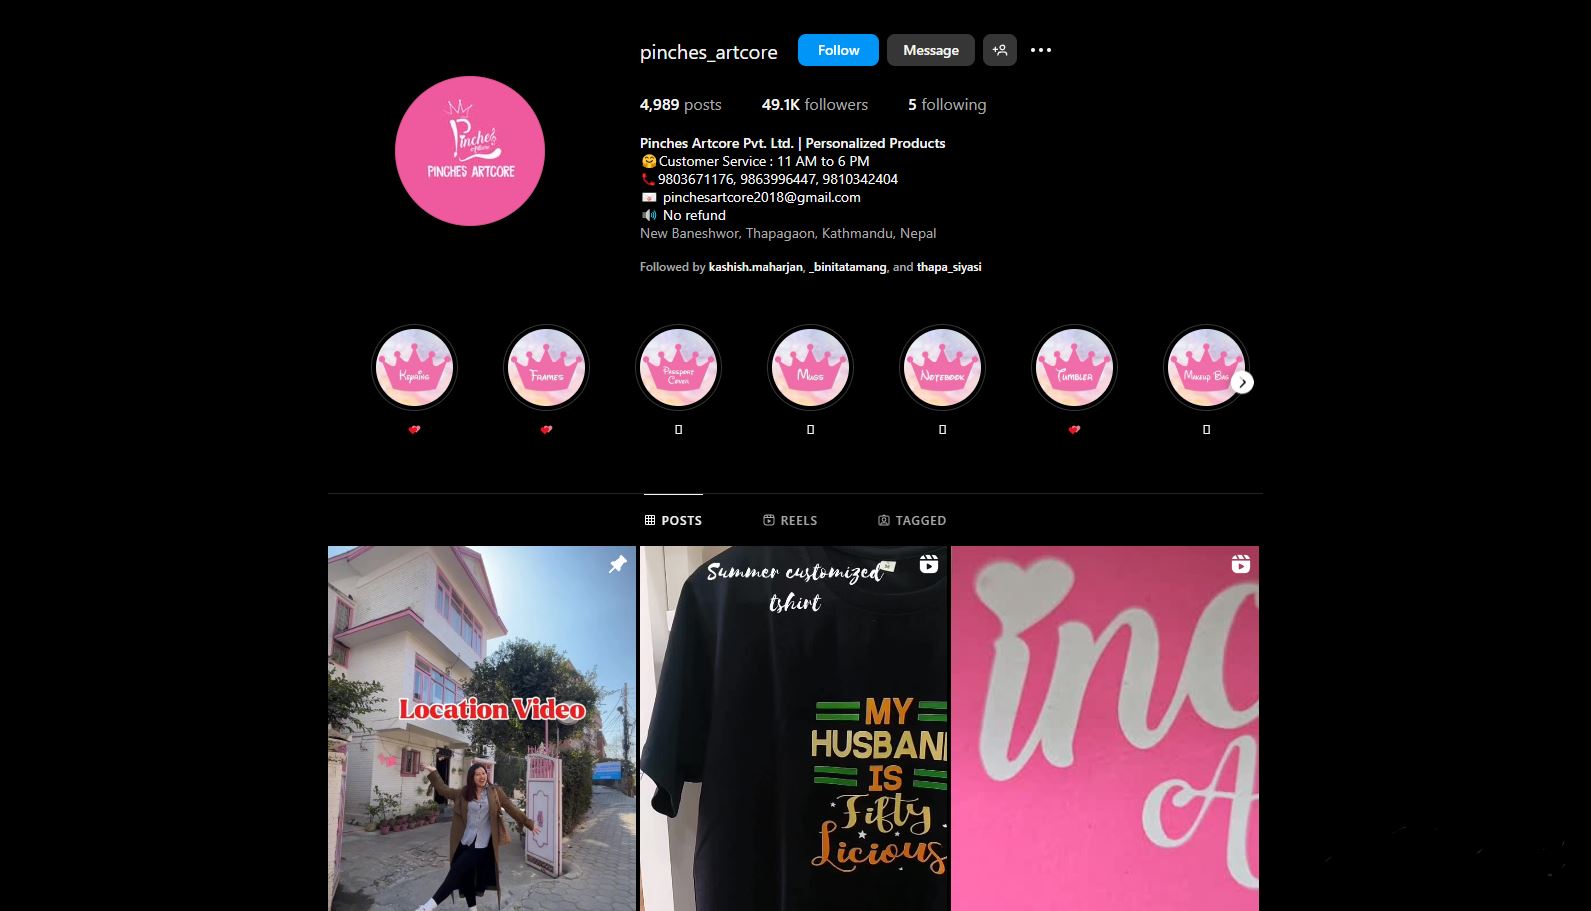 pinches_artcore
Follow
Message
4,989 posts
49.1K followers
5 following
Pinches Artcore Pvt. Ltd. | Personalized Products
🤗Customer Service : 11 AM to 6 PM
📞9803671176, 9863996447, 9810342404
💌 pinchesartcore2018@gmail.com
🔊 No refund
New Baneshwor, Thapagaon, Kathmandu, Nepal
Followed by kashish.maharjan, _binitatamang, and thapa_siyasi
Pinches
PINCHES ARTCORE
Keyring
Frames
Passport
Cover
Mugs
Notebook
Tumbler
Makeup Bag
POSTS
REELS
TAGGED
Location Video
Summer customized
tshirt
MY
HUSBAN
IS
Fifty
Licious
inc
A